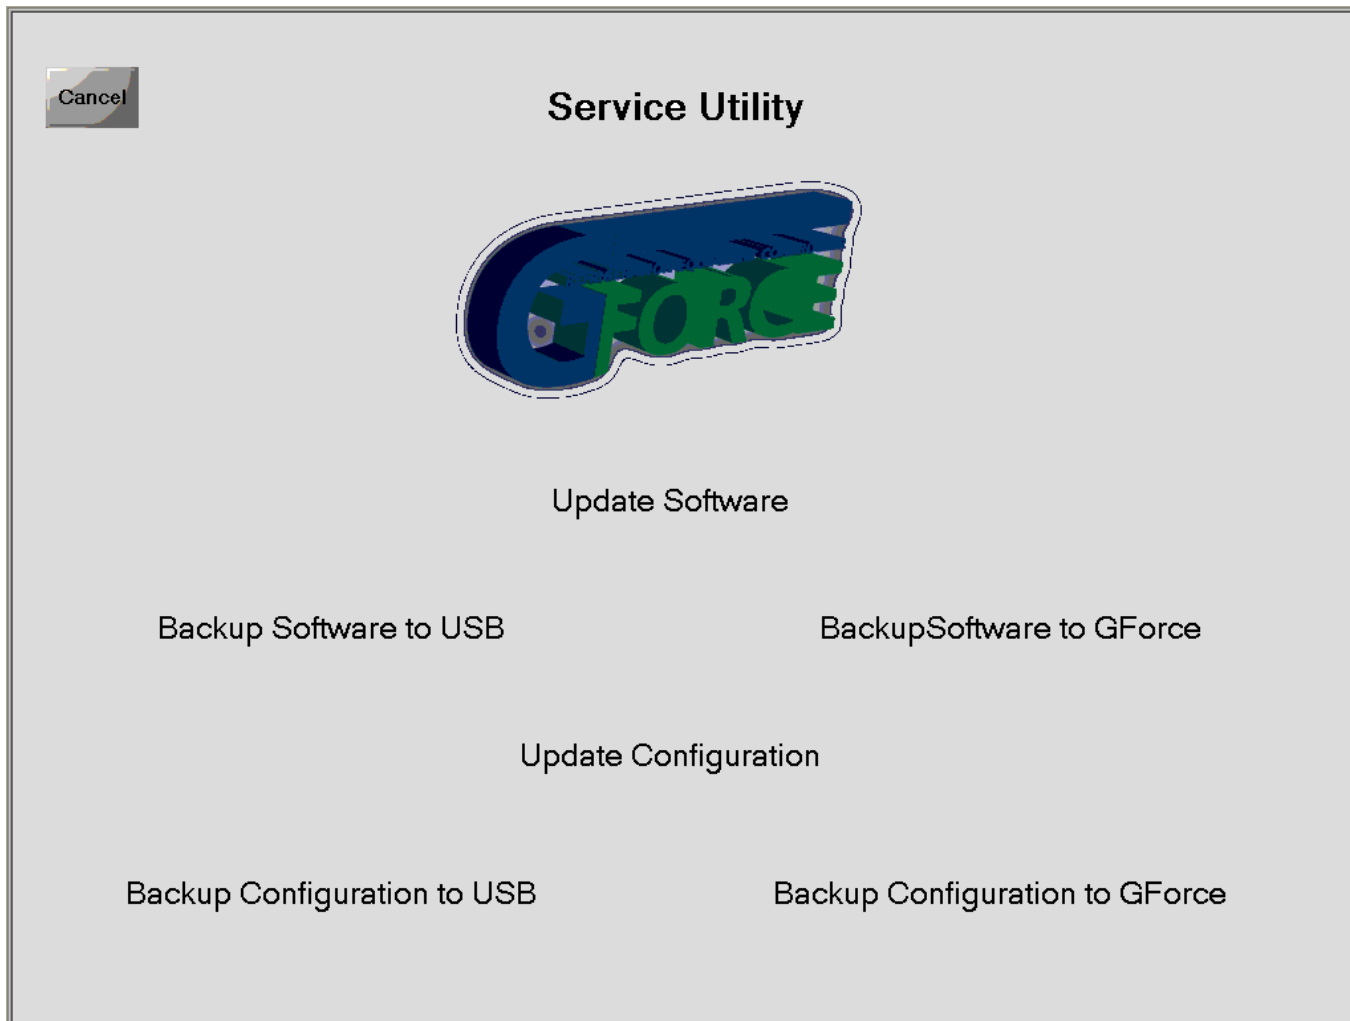 Cancel
Service Utility
GFORCE
Update Software
Backup Software to USB
BackupSoftware to GForce
Update Configuration
Backup Configuration to USB
Backup Configuration to GForce